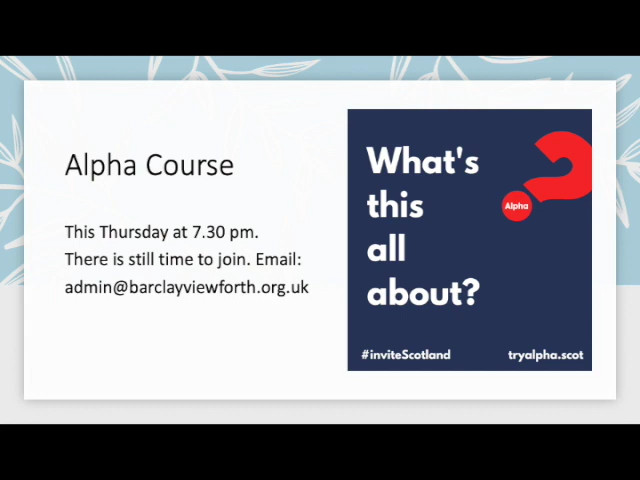 Alpha Course
This Thursday at 7.30 pm.
There is still time to join. Email:
admin@barclayviewforth.org.uk
What's
this
all
about?
Alpha
#inviteScotland
tryalpha.scot